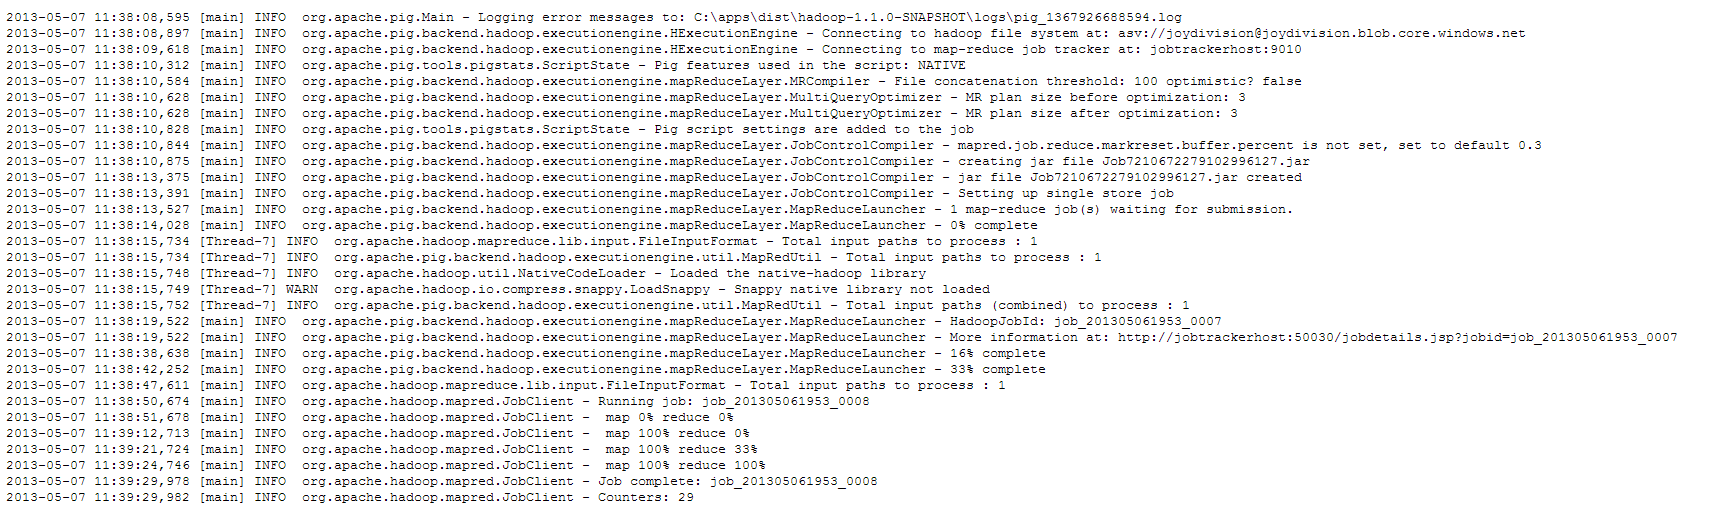 2013-05-07 11:38:08,595 [main] INFO  org.apache.pig.Main - Logging error messages to: C:\apps\dist\hadoop-1.1.0-SNAPSHOT\logs\pig_1367926688594.log
2013-05-07 11:38:08,897 [main] INFO  org.apache.pig.backend.hadoop.executionengine.HExecutionEngine - Connecting to hadoop file system at: asv://joydivision@joydivision.blob.core.windows.net
2013-05-07 11:38:09,618 [main] INFO  org.apache.pig.backend.hadoop.executionengine.HExecutionEngine - Connecting to map-reduce job tracker at: jobtrackerhost:9010
2013-05-07 11:38:10,312 [main] INFO  org.apache.pig.tools.pigstats.ScriptState - Pig features used in the script: NATIVE
2013-05-07 11:38:10,584 [main] INFO  org.apache.pig.backend.hadoop.executionengine.mapReduceLayer.MRCompiler - File concatenation threshold: 100 optimistic? false
2013-05-07 11:38:10,628 [main] INFO  org.apache.pig.backend.hadoop.executionengine.mapReduceLayer.MultiQueryOptimizer - MR plan size before optimization: 3
2013-05-07 11:38:10,628 [main] INFO  org.apache.pig.backend.hadoop.executionengine.mapReduceLayer.MultiQueryOptimizer - MR plan size after optimization: 3
2013-05-07 11:38:10,828 [main] INFO  org.apache.pig.tools.pigstats.ScriptState - Pig script settings are added to the job
2013-05-07 11:38:10,844 [main] INFO  org.apache.pig.backend.hadoop.executionengine.mapReduceLayer.JobControlCompiler - mapred.job.reduce.markreset.buffer.percent is not set, set to default 0.3
2013-05-07 11:38:10,875 [main] INFO  org.apache.pig.backend.hadoop.executionengine.mapReduceLayer.JobControlCompiler - creating jar file Job7210672279102996127.jar
2013-05-07 11:38:13,375 [main] INFO  org.apache.pig.backend.hadoop.executionengine.mapReduceLayer.JobControlCompiler - jar file Job7210672279102996127.jar created
2013-05-07 11:38:13,391 [main] INFO  org.apache.pig.backend.hadoop.executionengine.mapReduceLayer.JobControlCompiler - Setting up single store job
2013-05-07 11:38:13,527 [main] INFO  org.apache.pig.backend.hadoop.executionengine.mapReduceLayer.MapReduceLauncher - 1 map-reduce job(s) waiting for submission.
2013-05-07 11:38:14,028 [main] INFO  org.apache.pig.backend.hadoop.executionengine.mapReduceLayer.MapReduceLauncher - 0% complete
2013-05-07 11:38:15,734 [Thread-7] INFO  org.apache.hadoop.mapreduce.lib.input.FileInputFormat - Total input paths to process : 1
2013-05-07 11:38:15,734 [Thread-7] INFO  org.apache.pig.backend.hadoop.executionengine.util.MapRedUtil - Total input paths to process : 1
2013-05-07 11:38:15,748 [Thread-7] INFO  org.apache.hadoop.util.NativeCodeLoader - Loaded the native-hadoop library
2013-05-07 11:38:15,749 [Thread-7] WARN  org.apache.hadoop.io.compress.snappy.LoadSnappy - Snappy native library not loaded
2013-05-07 11:38:15,752 [Thread-7] INFO  org.apache.pig.backend.hadoop.executionengine.util.MapRedUtil - Total input paths (combined) to process : 1
2013-05-07 11:38:19,522 [main] INFO  org.apache.pig.backend.hadoop.executionengine.mapReduceLayer.MapReduceLauncher - HadoopJobId: job_201305061953_0007
2013-05-07 11:38:19,522 [main] INFO  org.apache.pig.backend.hadoop.executionengine.mapReduceLayer.MapReduceLauncher - More information at: http://jobtrackerhost:50030/jobdetails.jsp?jobid=job_201305061953_0007
2013-05-07 11:38:38,638 [main] INFO  org.apache.pig.backend.hadoop.executionengine.mapReduceLayer.MapReduceLauncher - 16% complete
2013-05-07 11:38:42,252 [main] INFO  org.apache.pig.backend.hadoop.executionengine.mapReduceLayer.MapReduceLauncher - 33% complete
2013-05-07 11:38:47,611 [main] INFO  org.apache.hadoop.mapreduce.lib.input.FileInputFormat - Total input paths to process : 1
2013-05-07 11:38:50,674 [main] INFO  org.apache.hadoop.mapred.JobClient - Running job: job_201305061953_0008
2013-05-07 11:38:51,678 [main] INFO  org.apache.hadoop.mapred.JobClient -  map 0% reduce 0%
2013-05-07 11:39:12,713 [main] INFO  org.apache.hadoop.mapred.JobClient -  map 100% reduce 0%
2013-05-07 11:39:21,724 [main] INFO  org.apache.hadoop.mapred.JobClient -  map 100% reduce 33%
2013-05-07 11:39:24,746 [main] INFO  org.apache.hadoop.mapred.JobClient -  map 100% reduce 100%
2013-05-07 11:39:29,978 [main] INFO  org.apache.hadoop.mapred.JobClient - Job complete: job_201305061953_0008
2013-05-07 11:39:29,982 [main] INFO  org.apache.hadoop.mapred.JobClient - Counters: 29